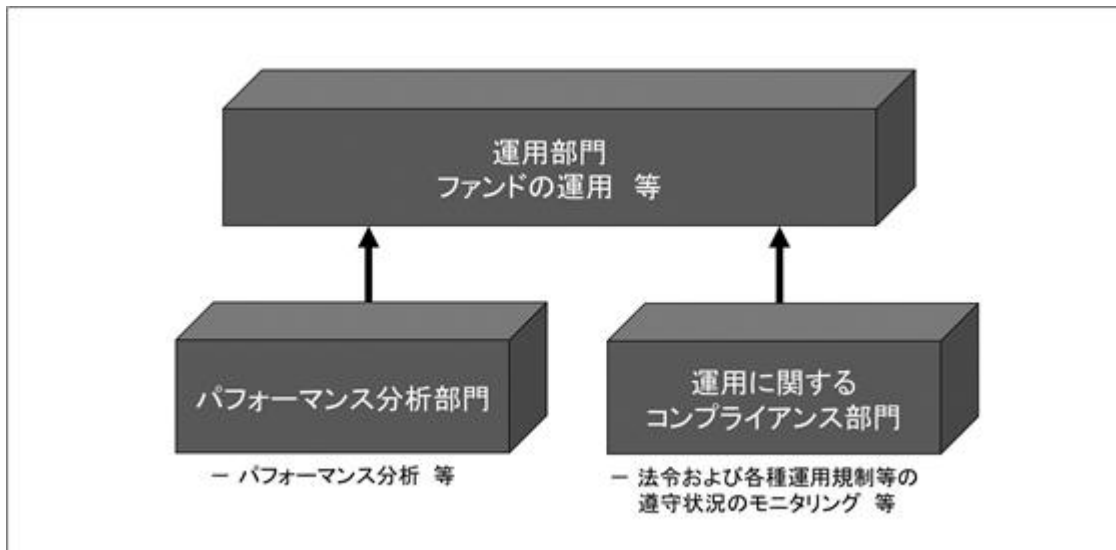 運用部門
ファンドの運用 等
パフォーマンス分析部門
－ パフォーマンス分析 等
運用に関する
コンプライアンス部門
－ 法令および各種運用規制等の
遵守状況のモニタリング 等